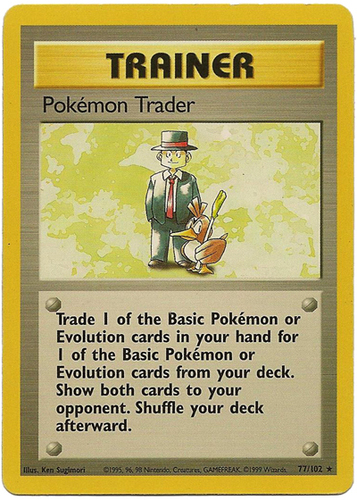 TRAINER
Pokémon Trader
Trade 1 of the Basic Pokémon or
Evolution cards in your hand for
1 of the Basic Pokémon or
Evolution cards from your deck.
Show both cards to your
opponent. Shuffle your deck
afterward.
Illus. Ken Sugimori
©1995, 96, 98 Nintendo, Creatures, GAMEFREAK. ©1999 Wizards.
77/102 ★